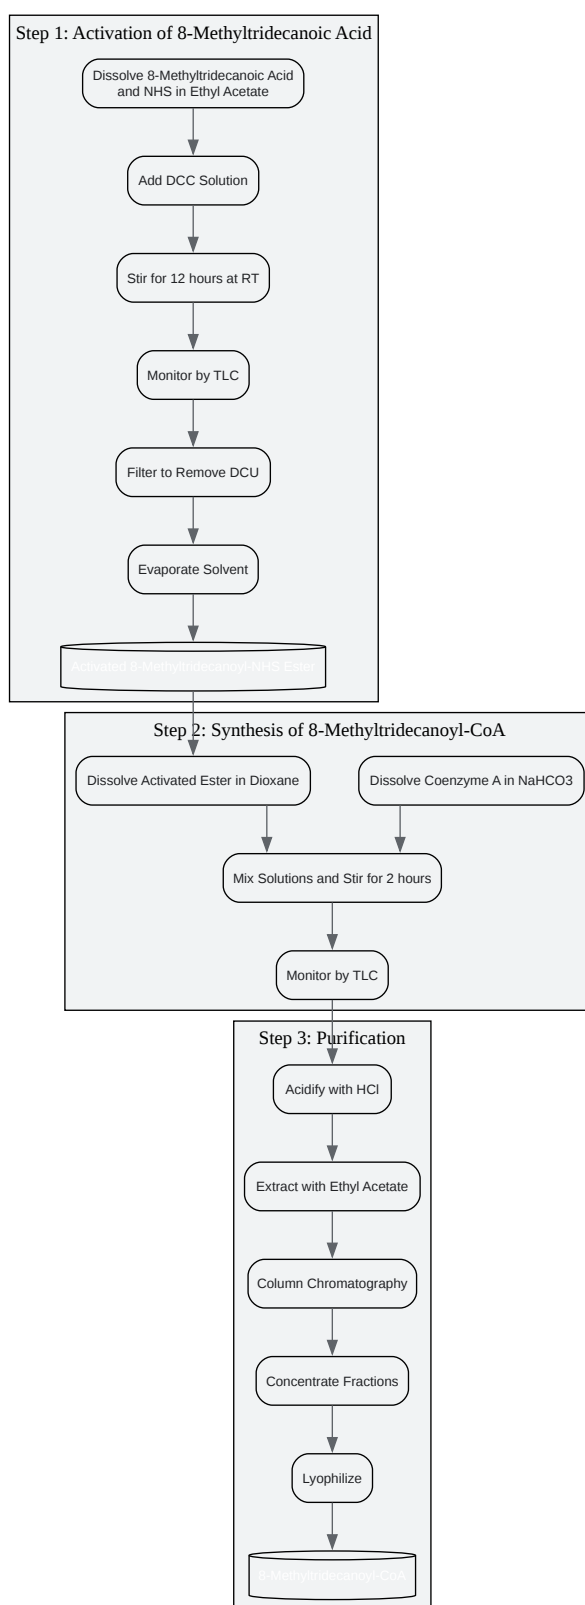 Step 1: Activation of 8-Methyltridecanoic Acid
Dissolve 8-Methyltridecanoic Acid
and NHS in Ethyl Acetate
Add DCC Solution
Stir for 12 hours at RT
Monitor by TLC
Filter to Remove DCU
Evaporate Solvent
Activated 8-Methyltridecanoyl-NHS Ester
Step 2: Synthesis of 8-Methyltridecanoyl-CoA
Dissolve Activated Ester in Dioxane
Dissolve Coenzyme A in NaHCO3
Mix Solutions and Stir for 2 hours
Monitor by TLC
Step 3: Purification
Acidify with HCl
Extract with Ethyl Acetate
Column Chromatography
Concentrate Fractions
Lyophilize
8-Methyltridecanoyl-CoA